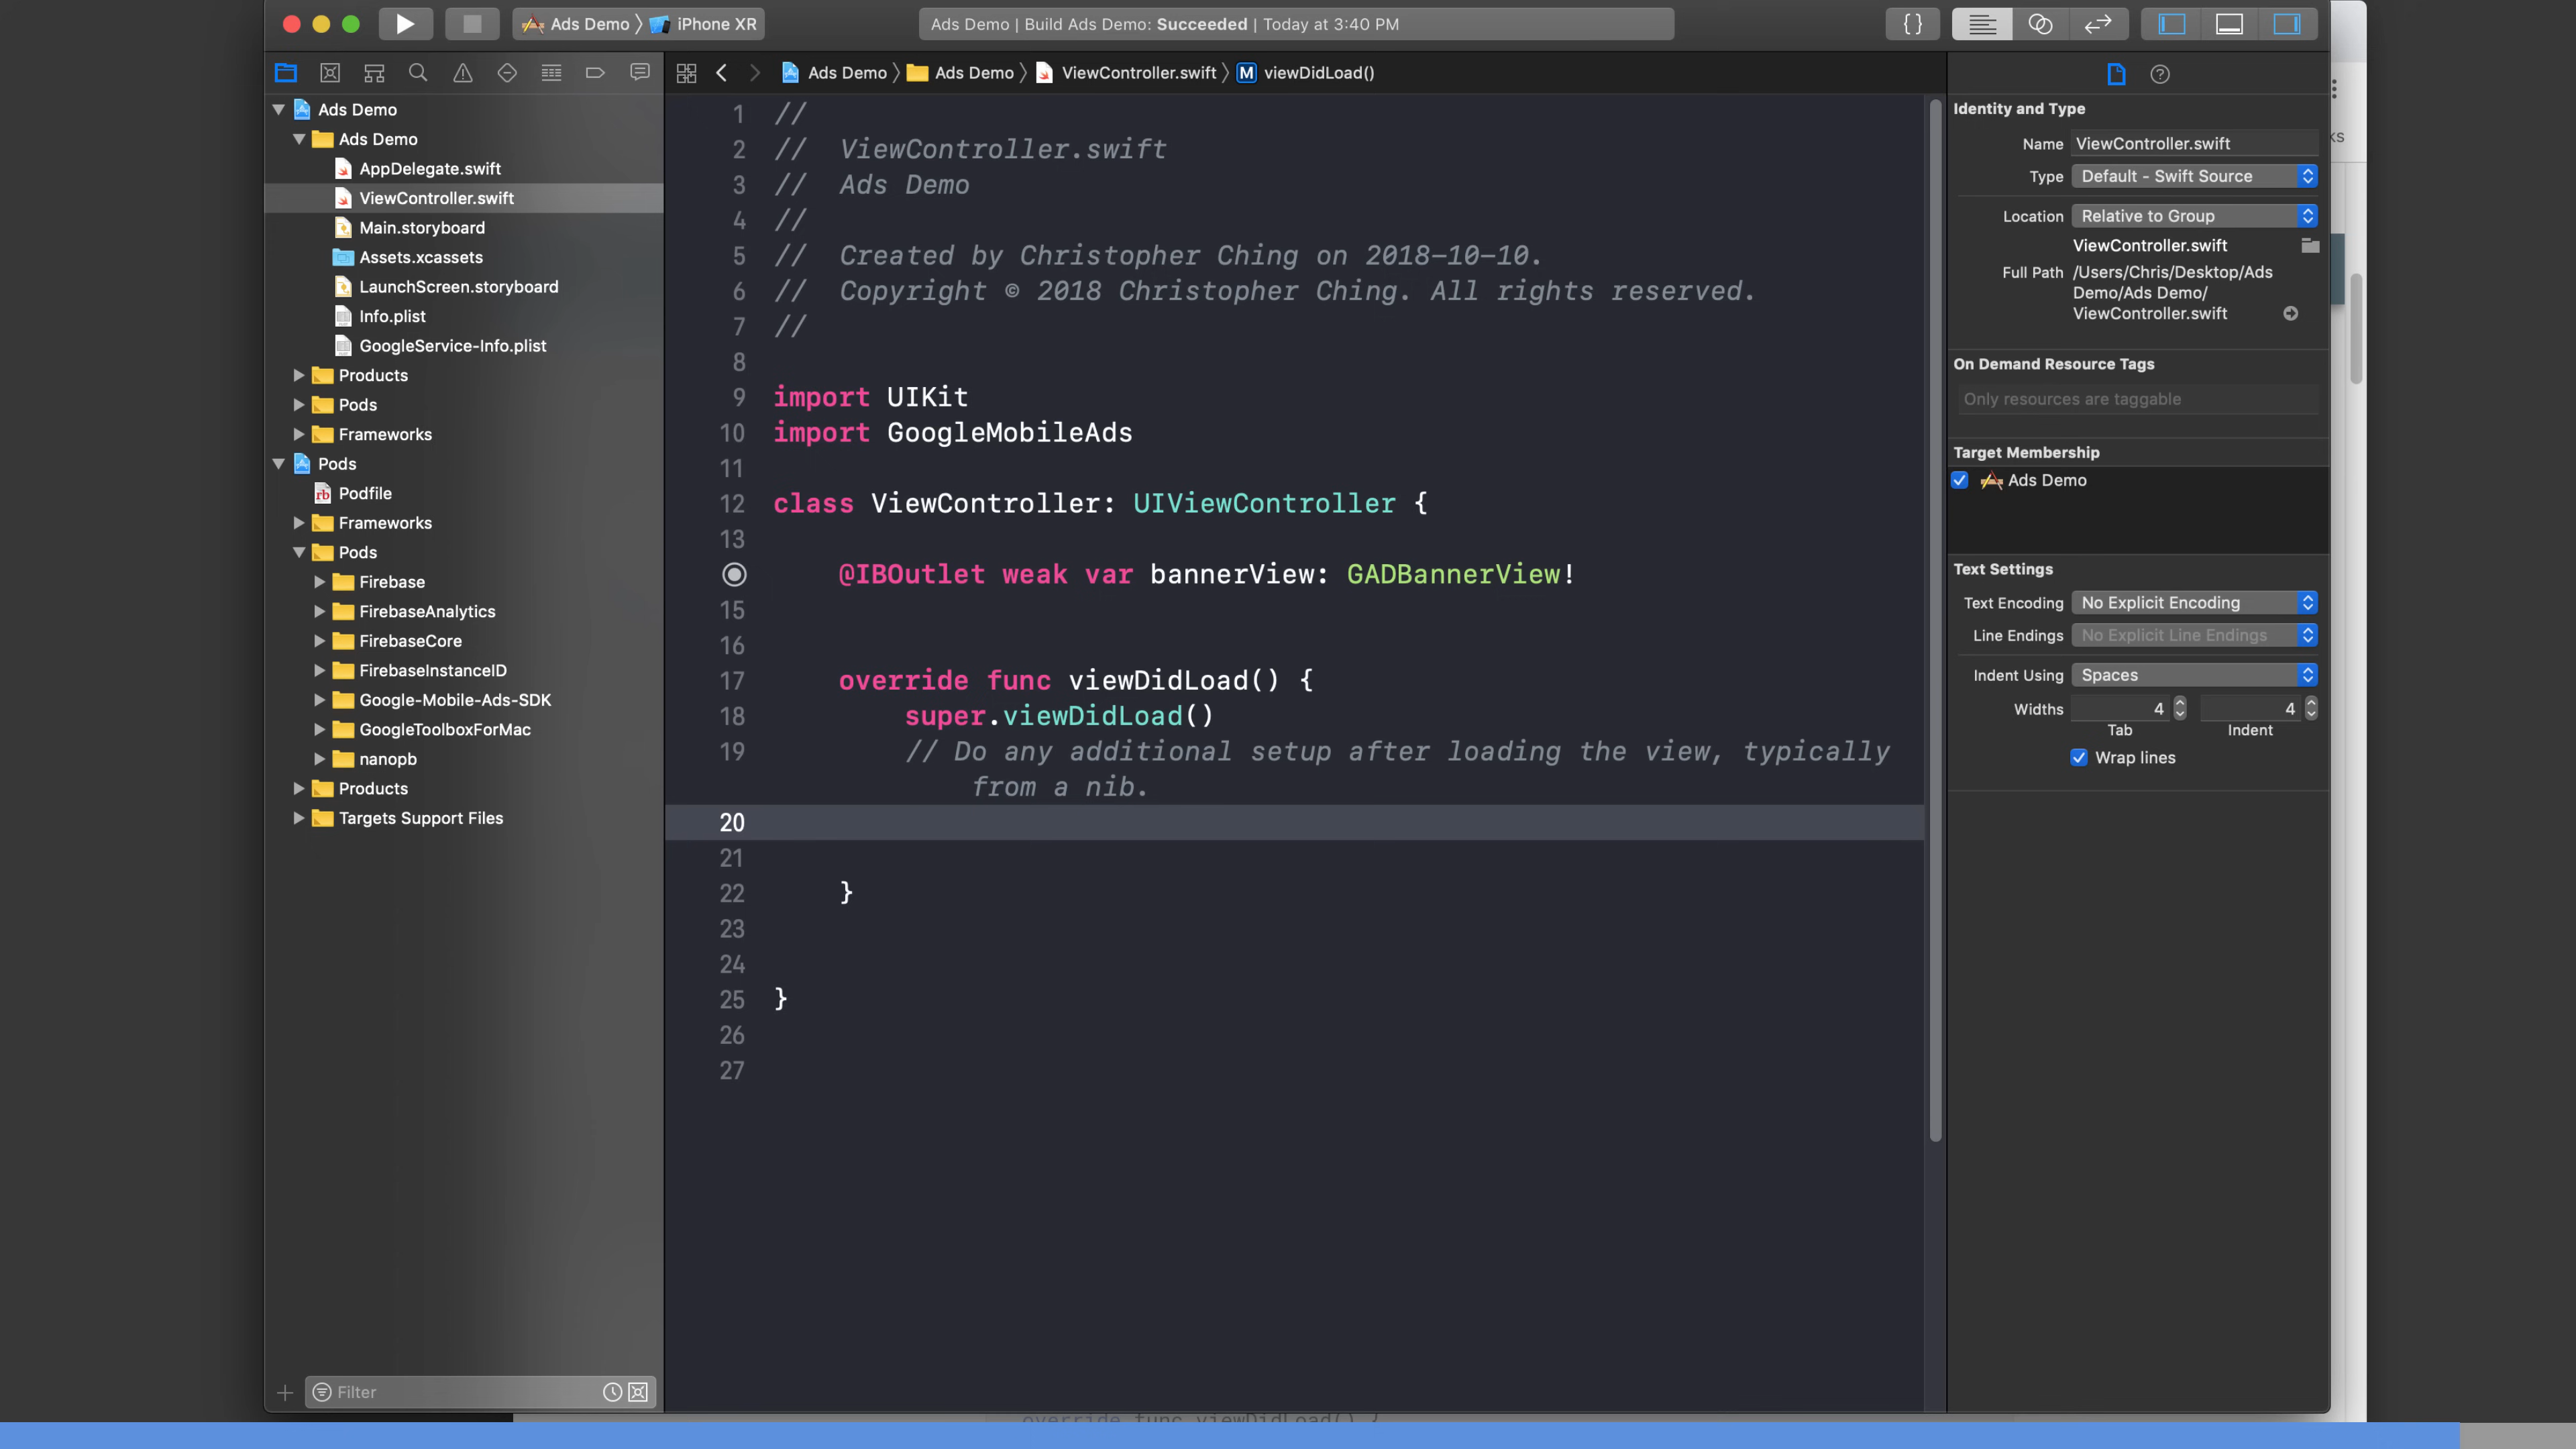 Ads Demo 〉 iPhone XR
Ads Demo | Build Ads Demo: Succeeded | Today at 3:40 PM
{}
Ads Demo 〉 Ads Demo 〉 ViewController.swift 〉 M viewDidLoad()
Ads Demo
Ads Demo
AppDelegate.swift
ViewController.swift
Main.storyboard
Assets.xcassets
LaunchScreen.storyboard
Info.plist
GoogleService-Info.plist
Products
Pods
Frameworks
Pods
rb Podfile
Frameworks
Pods
Firebase
FirebaseAnalytics
FirebaseCore
FirebaseInstanceID
Google-Mobile-Ads-SDK
GoogleToolboxForMac
nanopb
Products
Targets Support Files
Filter
1 //
2 //  ViewController.swift
3 //  Ads Demo
4 //
5 //  Created by Christopher Ching on 2018-10-10.
6 //  Copyright © 2018 Christopher Ching. All rights reserved.
7 //
8
9 import UIKit
10 import GoogleMobileAds
11
12 class ViewController: UIViewController {
13
@IBOutlet weak var bannerView: GADBannerView!
15
16
17 override func viewDidLoad() {
18 super.viewDidLoad()
19 // Do any additional setup after loading the view, typically
from a nib.
20
21
22 }
23
24
25 }
26
27
Identity and Type
Name ViewController.swift
Type Default - Swift Source
Location Relative to Group
ViewController.swift
Full Path /Users/Chris/Desktop/Ads
Demo/Ads Demo/
ViewController.swift
On Demand Resource Tags
Only resources are taggable
Target Membership
Ads Demo
Text Settings
Text Encoding No Explicit Encoding
Line Endings No Explicit Line Endings
Indent Using Spaces
Widths 4 4
Tab Indent
Wrap lines
ks
override func viewDidLoad() {